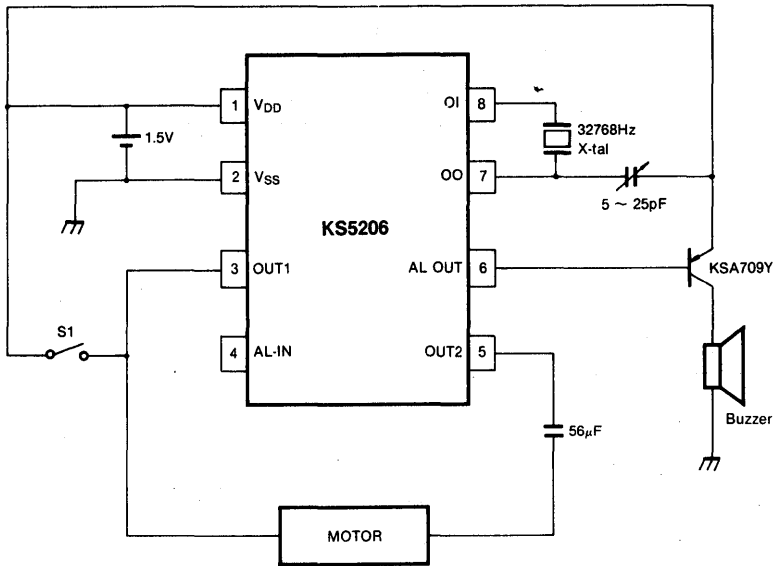 1 VDD
OI 8
32768Hz
X-tal
1.5V
2 VSS
OO 7
5 ~ 25pF
KS5206
3 OUT1
AL OUT 6
KSA709Y
S1
4 AL-IN
OUT2 5
Buzzer
56μF
MOTOR